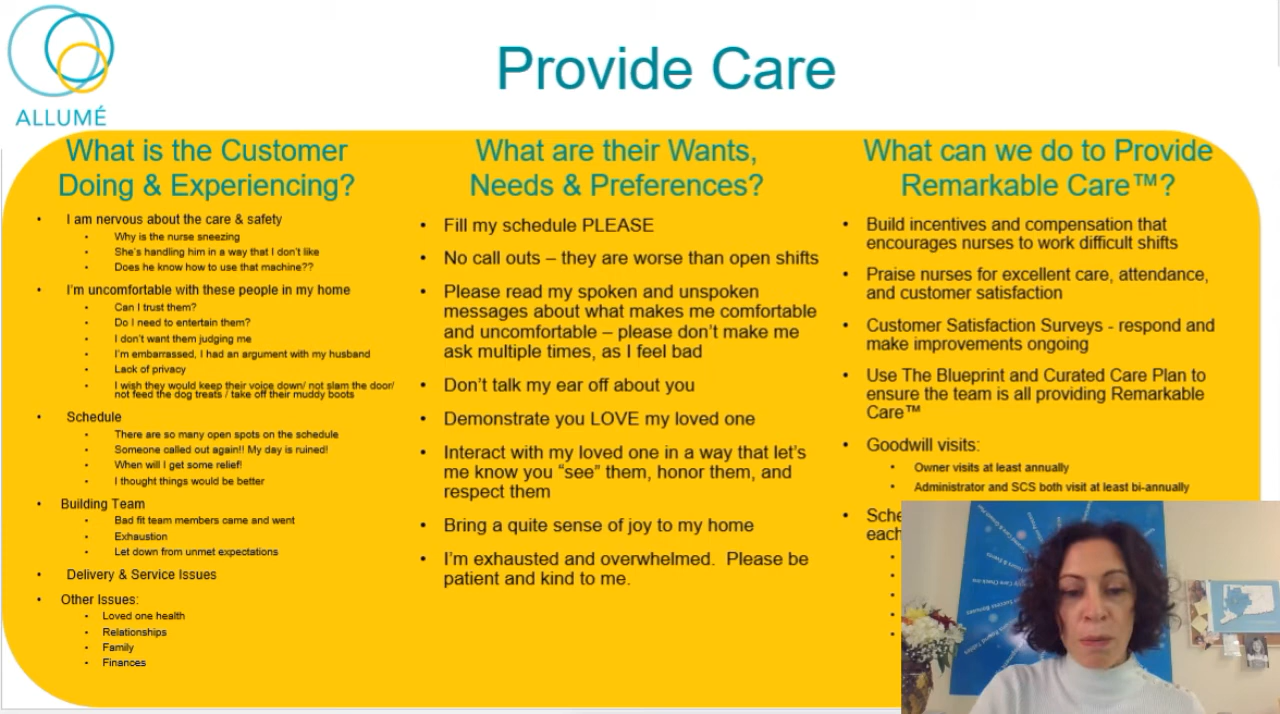 ALLUMÉ
Provide Care
What is the Customer
Doing & Experiencing?
• I am nervous about the care & safety
• Why is the nurse sneezing
• She's handling him in a way that I don't like
• Does he know how to use that machine??
• I'm uncomfortable with these people in my home
• Can I trust them?
• Do I need to entertain them?
• I don't want them judging me
• I'm embarrassed, I had an argument with my husband
• Lack of privacy
• I wish they would keep their voice down/ not slam the door/
not feed the dog treats / take off their muddy boots
• Schedule
• There are so many open spots on the schedule
• Someone called out again!! My day is ruined!
• When will I get some relief!
• I thought things would be better
• Building Team
• Bad fit team members came and went
• Exhaustion
• Let down from unmet expectations
• Delivery & Service Issues
• Other Issues:
• Loved one health
• Relationships
• Family
• Finances
What are their Wants,
Needs & Preferences?
• Fill my schedule PLEASE
• No call outs – they are worse than open shifts
• Please read my spoken and unspoken
messages about what makes me comfortable
and uncomfortable – please don't make me
ask multiple times, as I feel bad
• Don't talk my ear off about you
• Demonstrate you LOVE my loved one
• Interact with my loved one in a way that let's
me know you “see” them, honor them, and
respect them
• Bring a quite sense of joy to my home
• I'm exhausted and overwhelmed. Please be
patient and kind to me.
What can we do to Provide
Remarkable Care™?
• Build incentives and compensation that
encourages nurses to work difficult shifts
• Praise nurses for excellent care, attendance,
and customer satisfaction
• Customer Satisfaction Surveys - respond and
make improvements ongoing
• Use The Blueprint and Curated Care Plan to
ensure the team is all providing Remarkable
Care™
• Goodwill visits:
• Owner visits at least annually
• Administrator and SCS both visit at least bi-annually
• Sche
each